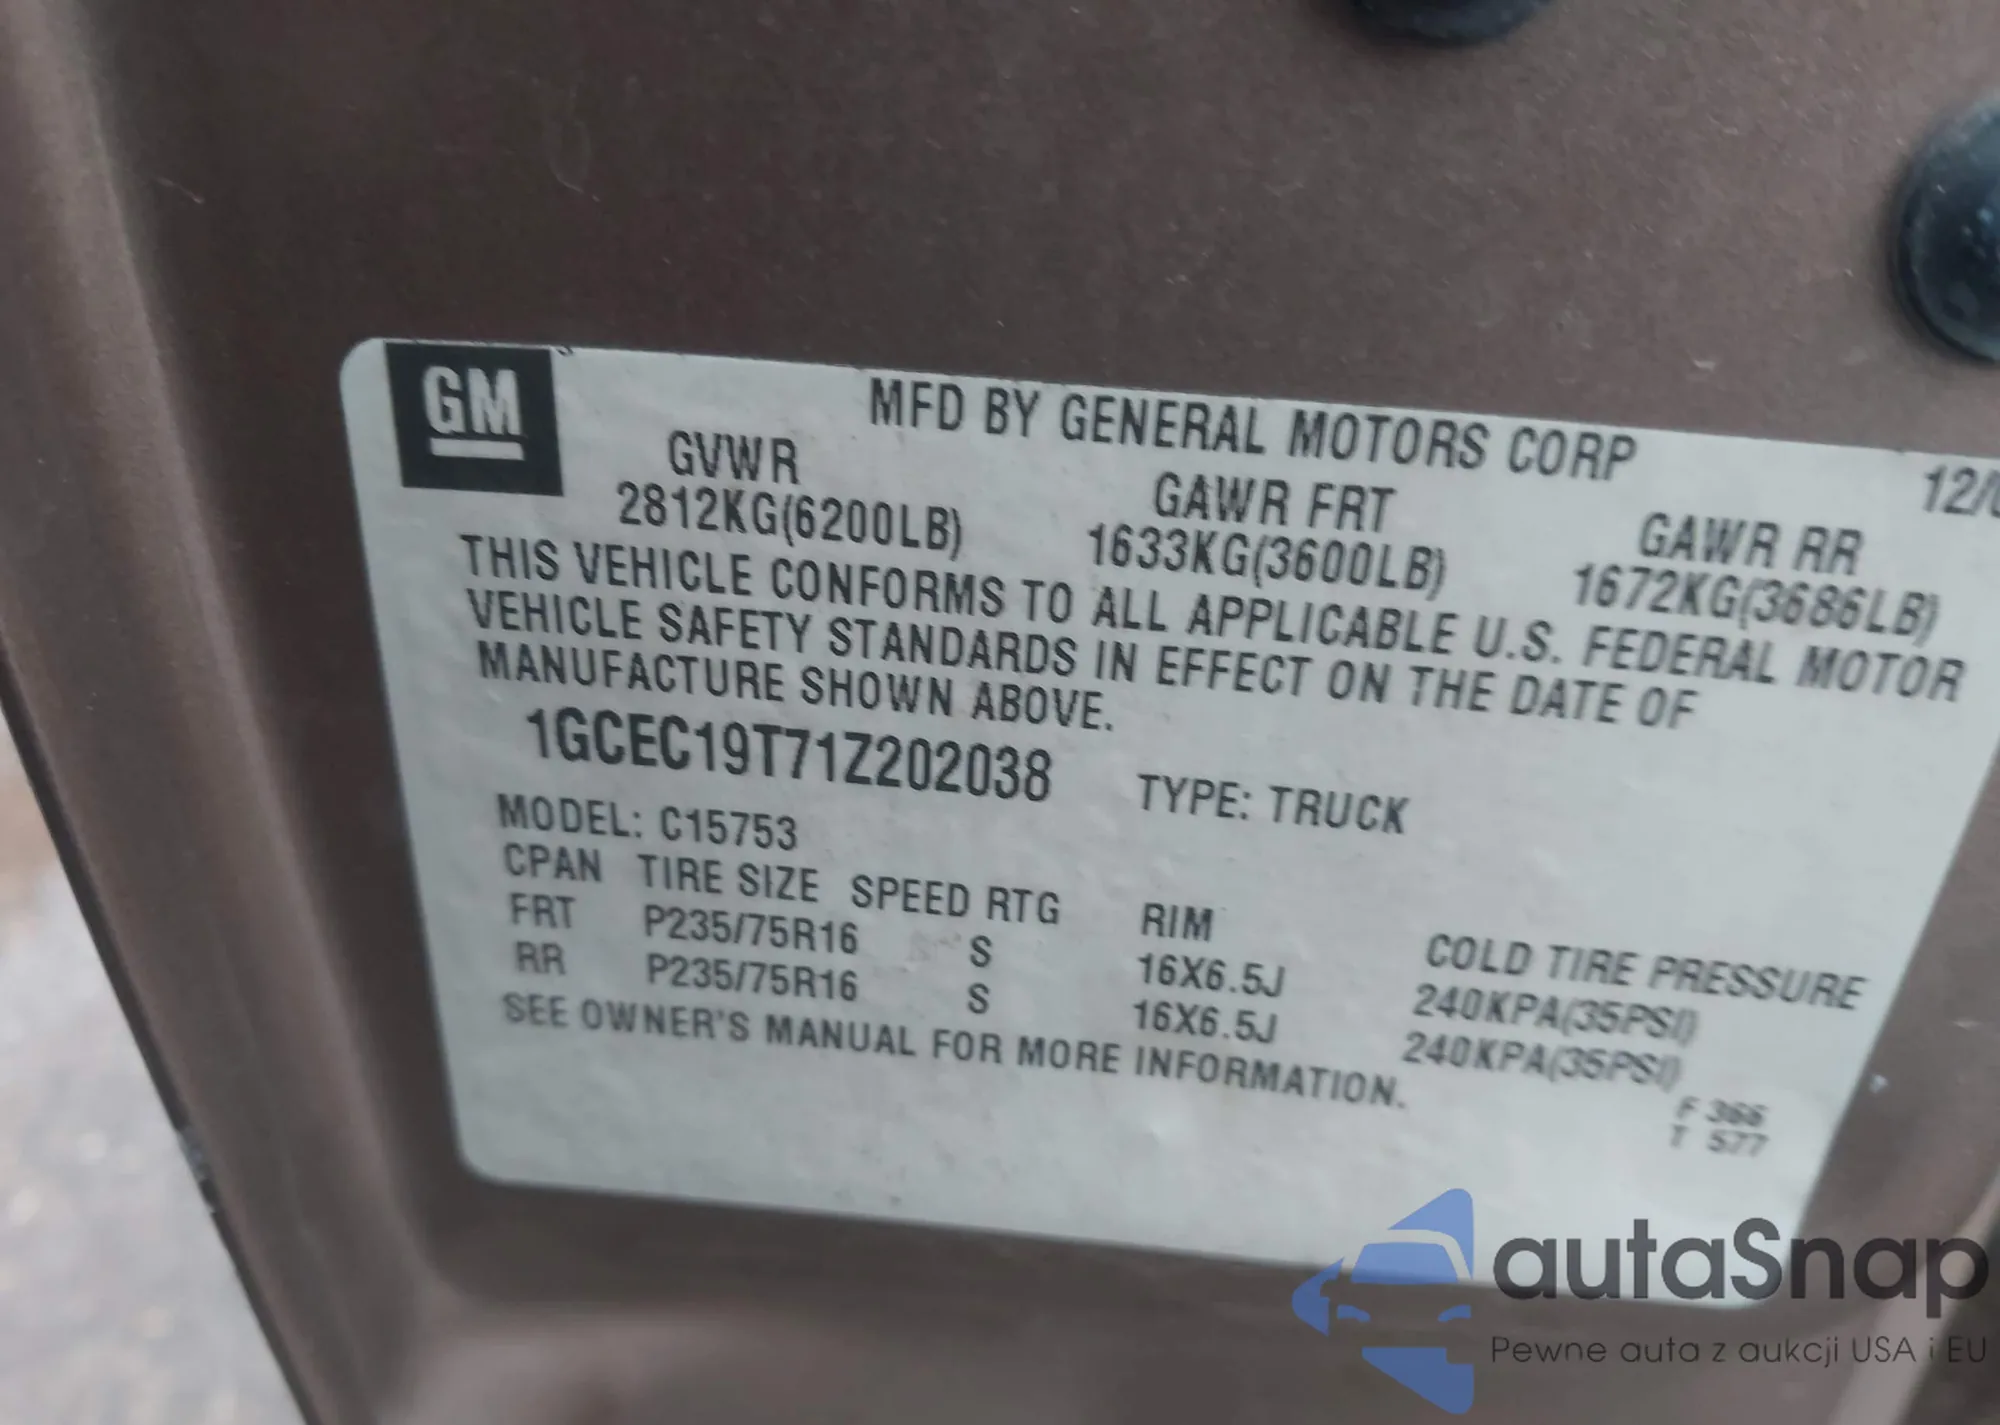 GM
MFD BY GENERAL MOTORS CORP
12/0
GVWR GAWR FRT GAWR RR
2812KG(6200LB) 1633KG(3600LB) 1672KG(3686LB)
THIS VEHICLE CONFORMS TO ALL APPLICABLE U.S. FEDERAL MOTOR
VEHICLE SAFETY STANDARDS IN EFFECT ON THE DATE OF
MANUFACTURE SHOWN ABOVE.
1GCEC19T71Z202038 TYPE: TRUCK
MODEL: C15753
CPAN TIRE SIZE SPEED RTG RIM COLD TIRE PRESSURE
FRT P235/75R16 S 16X6.5J 240KPA(35PSI)
RR P235/75R16 S 16X6.5J 240KPA(35PSI)
SEE OWNER'S MANUAL FOR MORE INFORMATION.
F 366
T 577
autaSnap
Pewne auta z aukcji USA i EU